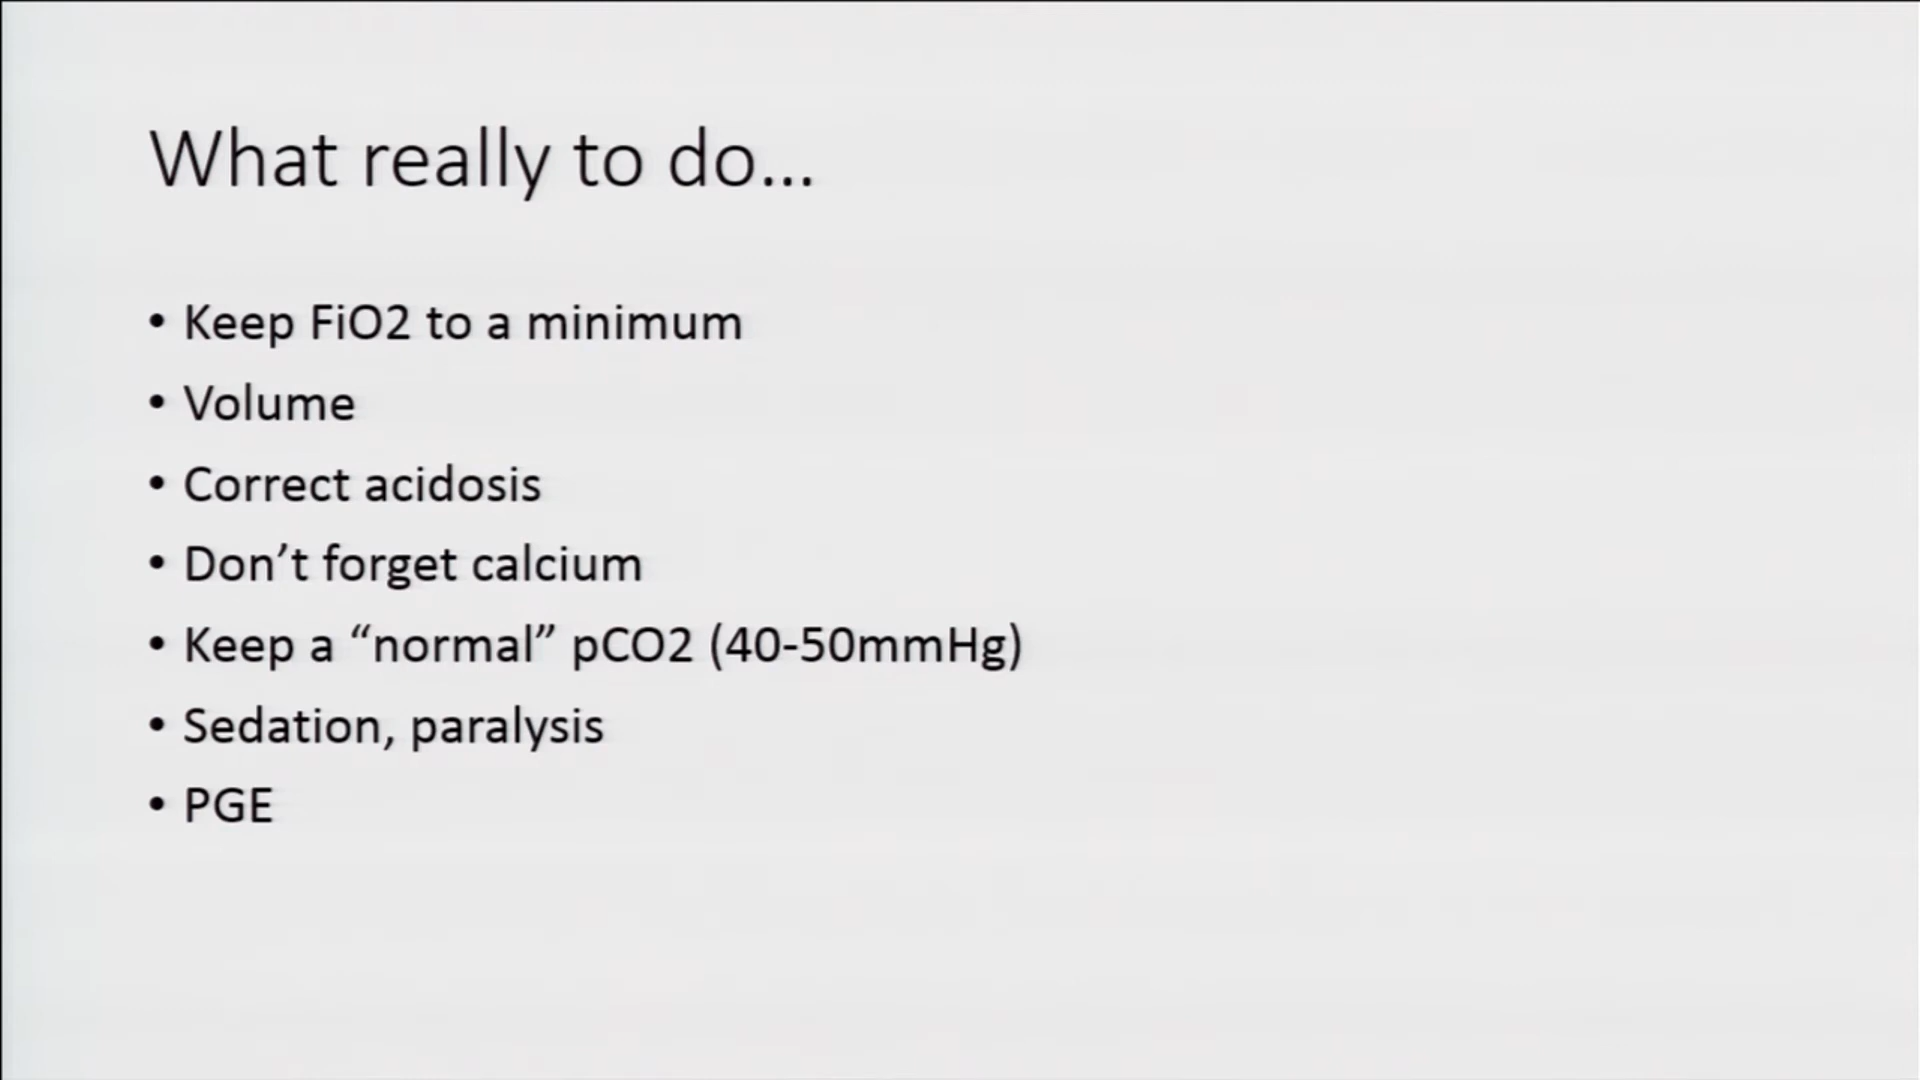 What really to do...
• Keep FiO2 to a minimum
• Volume
• Correct acidosis
• Don’t forget calcium
• Keep a “normal” pCO2 (40-50mmHg)
• Sedation, paralysis
• PGE